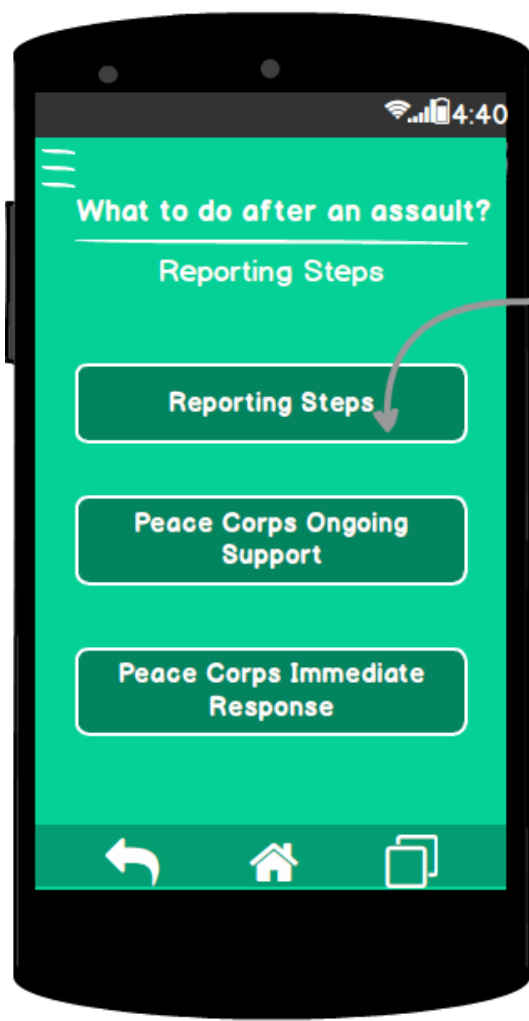 4:40
What to do after an assault?
Reporting Steps
Reporting Steps
Peace Corps Ongoing
Support
Peace Corps Immediate
Response